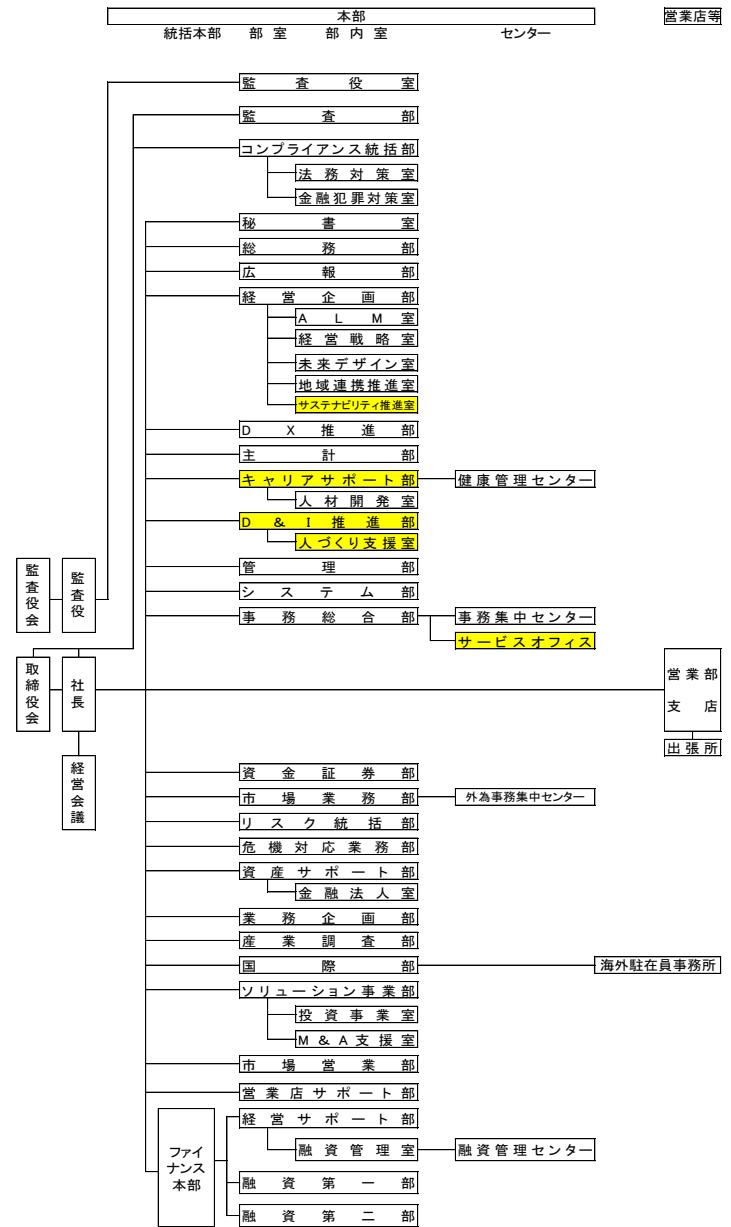 本部
営業店等
統括本部 部室 部内室 センター
監査役室
監査部
コンプライアンス統括部
法務対策室
金融犯罪対策室
秘書室
総務部
広報部
経営企画部
ALM室
経営戦略室
未来デザイン室
地域連携推進室
サステナビリティ推進室
DX推進部
主計部
キャリアサポート部
健康管理センター
人材開発室
D&I推進部
人づくり支援室
管理部
システム部
事務総合部
事務集中センター
サービスオフィス
監査役会
監査役
取締役会
社長
経営会議
営業部
支店
出張所
資金証券部
市場業務部
外為事務集中センター
リスク統括部
危機対応業務部
資産サポート部
金融法人室
業務企画部
産業調査部
国際部
海外駐在員事務所
ソリューション事業部
投資事業室
M&A支援室
市場営業部
営業店サポート部
ファイナンス本部
経営サポート部
融資管理室
融資管理センター
融資第一部
融資第二部